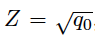 Z = √q₀.